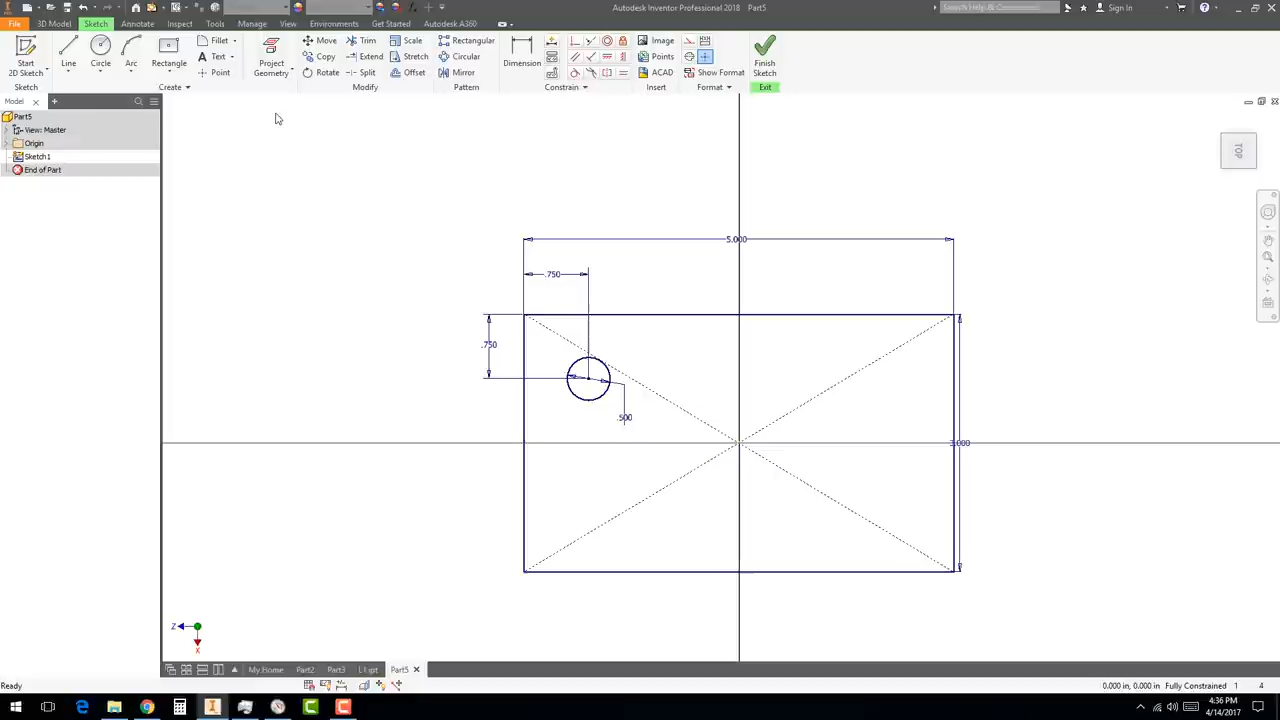 Autodesk Inventor Professional 2018 Part5
Search Help & Comm
Sign In
File 3D Model Sketch Annotate Inspect Tools Manage View Environments Get Started Autodesk A360
Start
2D Sketch
Line
Circle
Arc
Rectangle
Fillet
Text
Point
Project
Geometry
Move
Copy
Rotate
Trim
Extend
Split
Scale
Stretch
Offset
Rectangular
Circular
Mirror
Dimension
Image
Points
ACAD
Show Format
Finish
Sketch
Sketch Create Modify Pattern Constrain Insert Format Exit
Model
Part5
View: Master
Origin
Sketch1
End of Part
TOP
5.000
.750
.750
.500
3.000
Z
X
My Home Part2 Part3 Part5
Ready
0.000 in, 0.000 in Fully Constrained 1 4
4:36 PM
4/14/2017